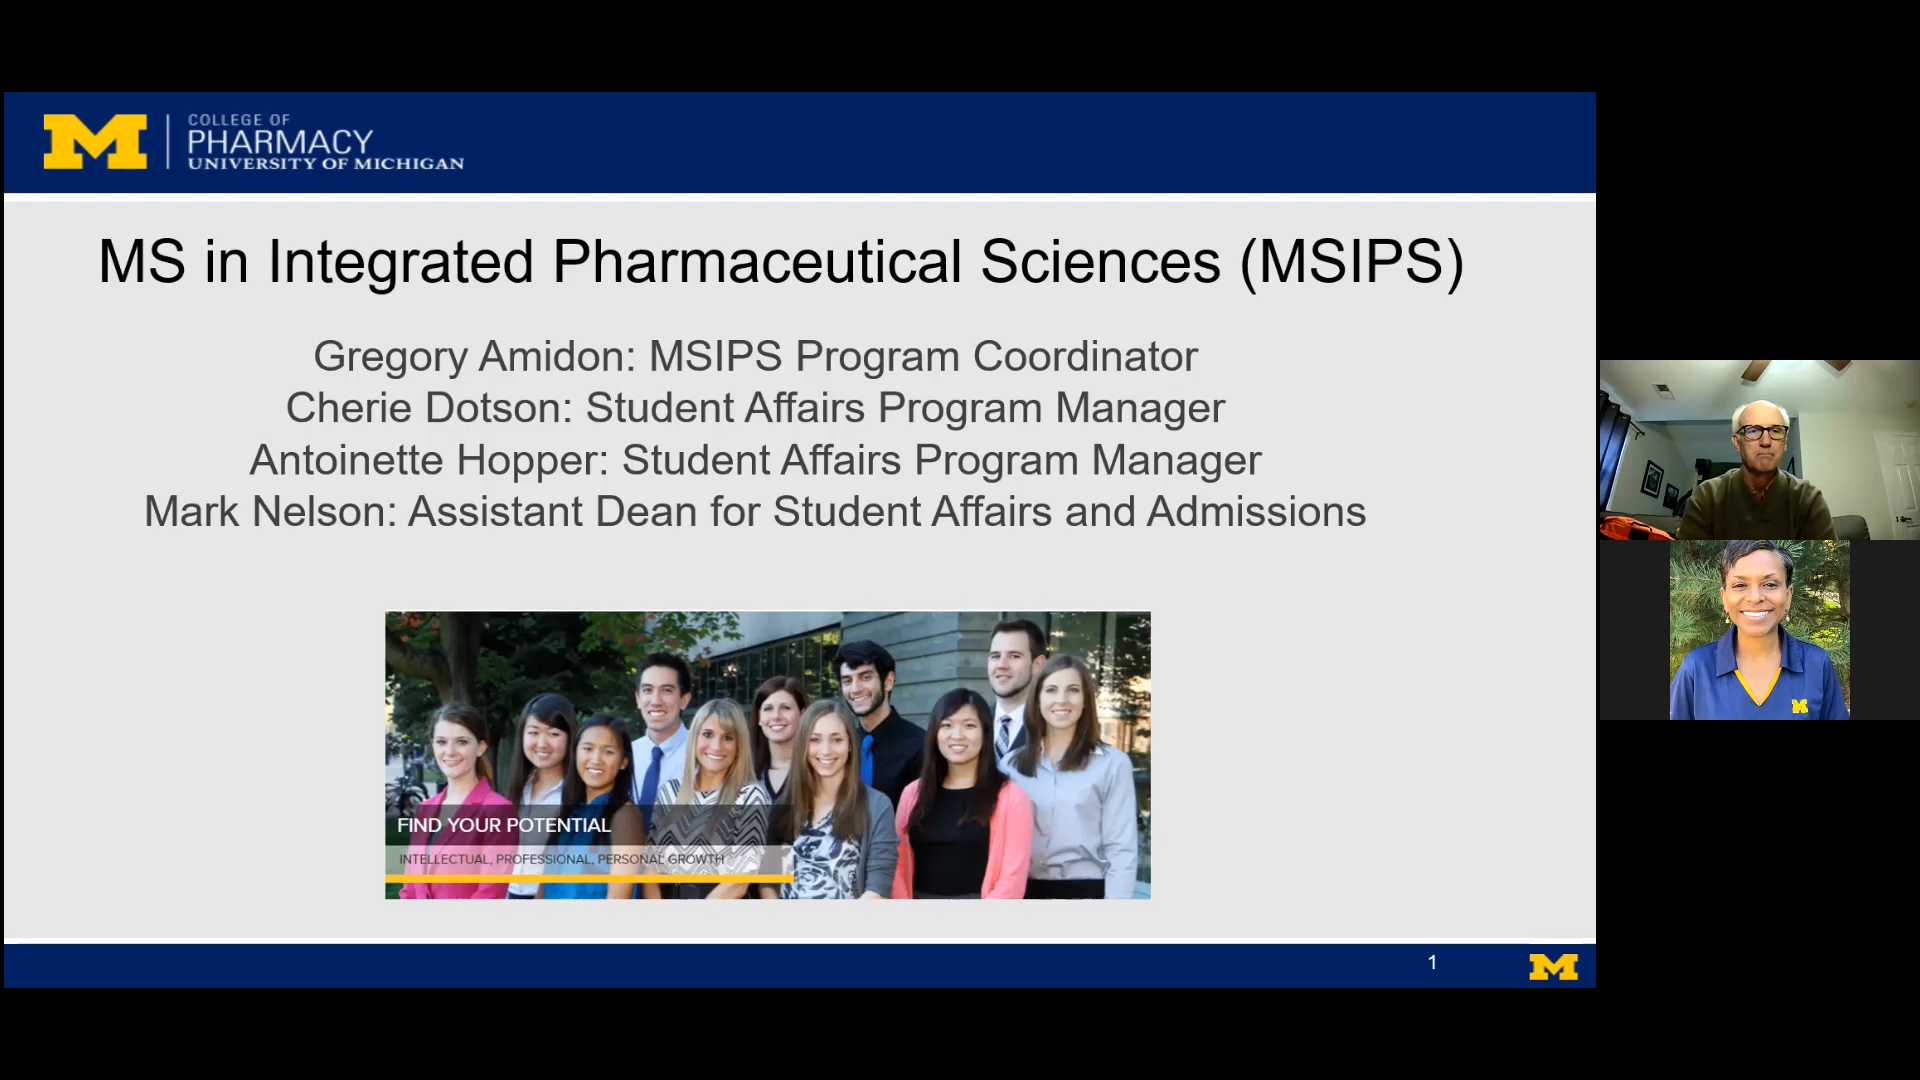 M
COLLEGE OF
PHARMACY
UNIVERSITY OF MICHIGAN
MS in Integrated Pharmaceutical Sciences (MSIPS)
Gregory Amidon: MSIPS Program Coordinator
Cherie Dotson: Student Affairs Program Manager
Antoinette Hopper: Student Affairs Program Manager
Mark Nelson: Assistant Dean for Student Affairs and Admissions
FIND YOUR POTENTIAL
INTELLECTUAL, PROFESSIONAL, PERSONAL GROWTH
1
M
M